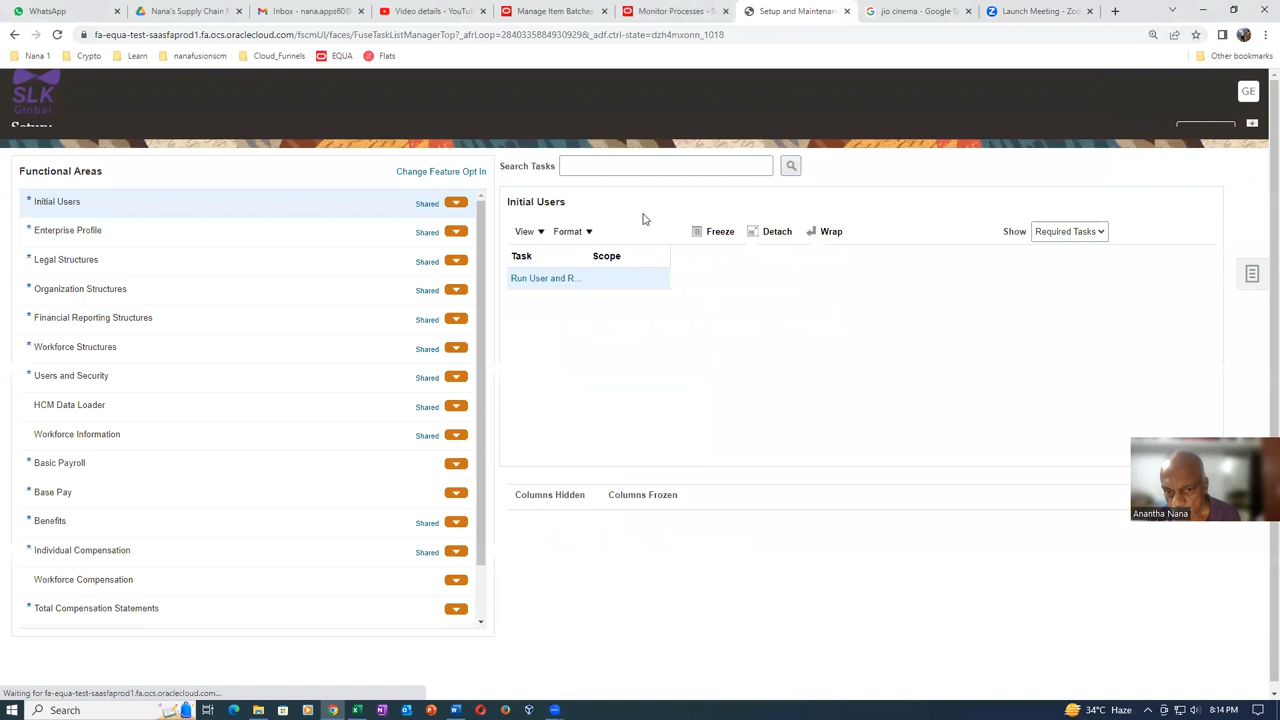 WhatsApp
Nana's Supply Chain M
Inbox - nana.apps60@
Video details - YouTub
Manage Item Batches
Monitor Processes - S
Setup and Maintenanc
jio cinema - Google Se
Launch Meeting - Zoo
fa-equa-test-saasfaprod1.fa.ocs.oraclecloud.com/fscmUI/faces/FuseTaskListManagerTop?_afrLoop=28403358849309298&_adf.ctrl-state=dzh4mxonn_1018
Nana 1
Crypto
Learn
nanafusionscm
Cloud_Funnels
EQUA
Flats
Other bookmarks
SLK
Global
GE
Setup:
Functional Areas
Change Feature Opt In
* Initial Users Shared
* Enterprise Profile Shared
* Legal Structures Shared
* Organization Structures Shared
* Financial Reporting Structures Shared
* Workforce Structures Shared
* Users and Security Shared
HCM Data Loader Shared
Workforce Information Shared
* Basic Payroll
* Base Pay
* Benefits Shared
* Individual Compensation Shared
Workforce Compensation
* Total Compensation Statements
Search Tasks
Initial Users
View Format Freeze Detach Wrap Show Required Tasks
Task Scope
Run User and R...
Columns Hidden Columns Frozen
Anantha Nana
Waiting for fa-equa-test-saasfaprod1.fa.ocs.oraclecloud.com...
Search
34°C Haze
8:14 PM